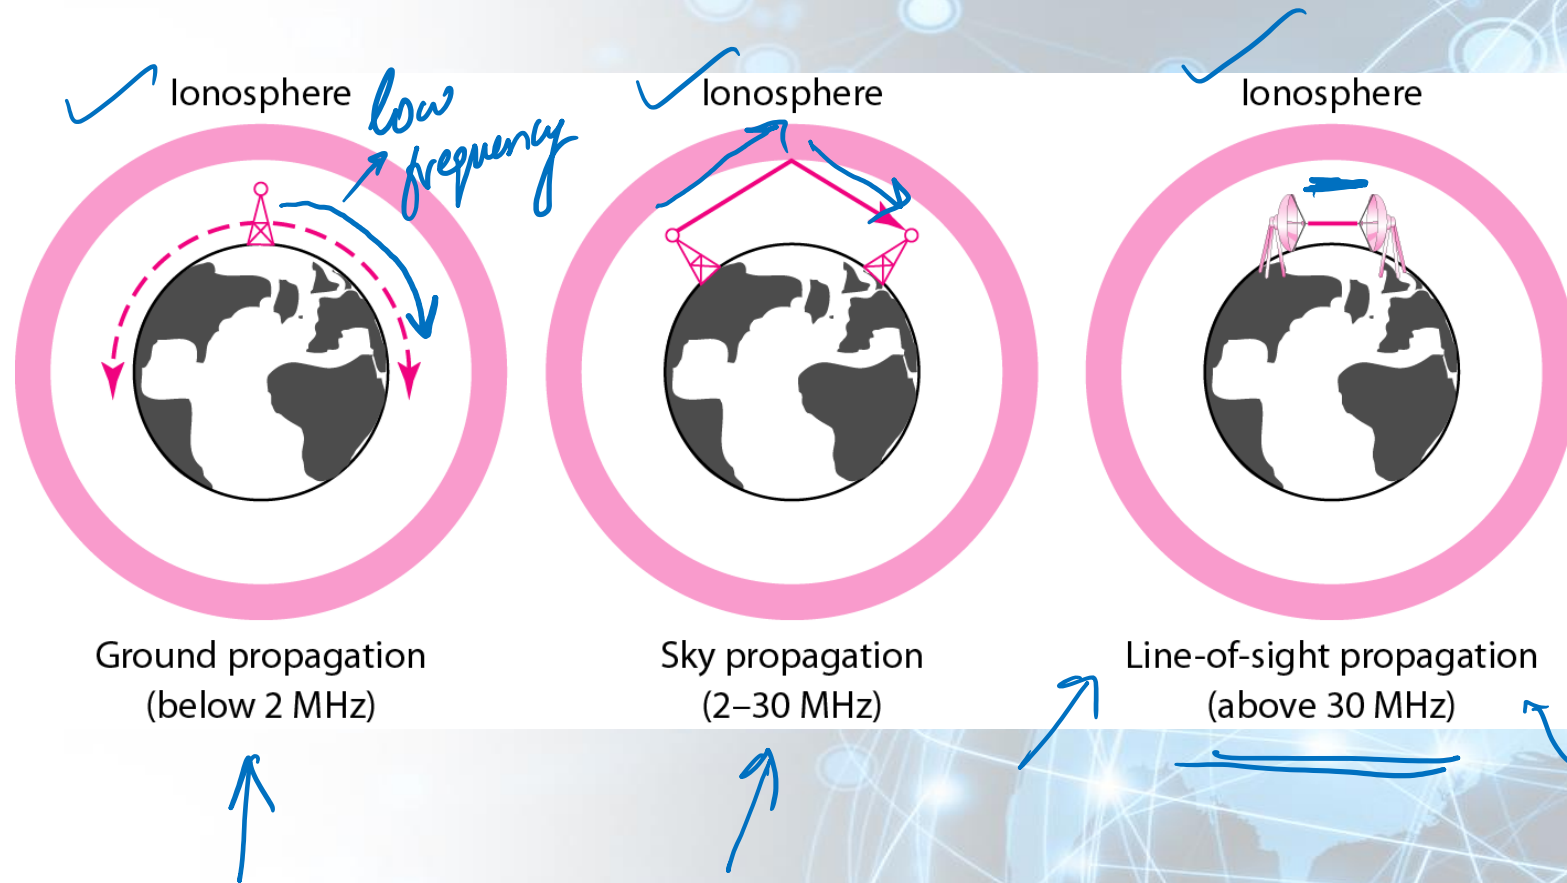 Ionosphere
low
frequency
Ionosphere
Ionosphere
Ground propagation
(below 2 MHz)
Sky propagation
(2–30 MHz)
Line-of-sight propagation
(above 30 MHz)